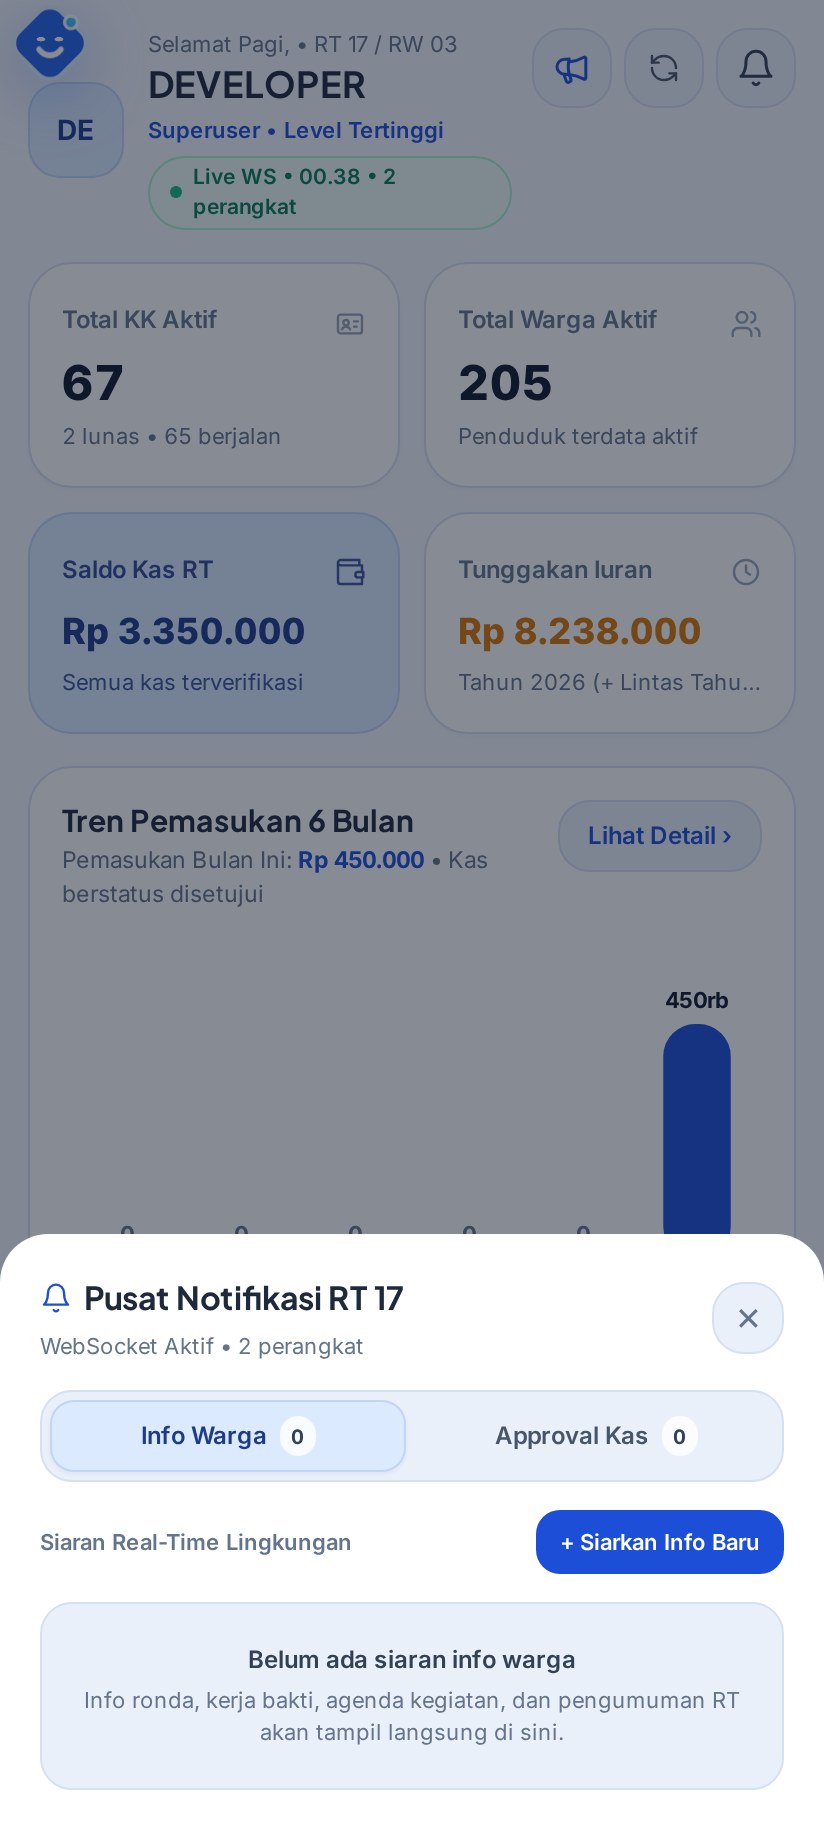 Selamat Pagi, • RT 17 / RW 03
DEVELOPER
DE
Superuser • Level Tertinggi
Live WS • 00.38 • 2
perangkat
Total KK Aktif
67
2 lunas • 65 berjalan
Total Warga Aktif
205
Penduduk terdata aktif
Saldo Kas RT
Rp 3.350.000
Semua kas terverifikasi
Tunggakan Iuran
Rp 8.238.000
Tahun 2026 (+ Lintas Tahu...
Tren Pemasukan 6 Bulan
Pemasukan Bulan Ini: Rp 450.000 • Kas
berstatus disetujui
Lihat Detail ›
450rb
0 0 0 0 0
Pusat Notifikasi RT 17
WebSocket Aktif • 2 perangkat
Info Warga 0
Approval Kas 0
Siaran Real-Time Lingkungan
+ Siarkan Info Baru
Belum ada siaran info warga
Info ronda, kerja bakti, agenda kegiatan, dan pengumuman RT
akan tampil langsung di sini.